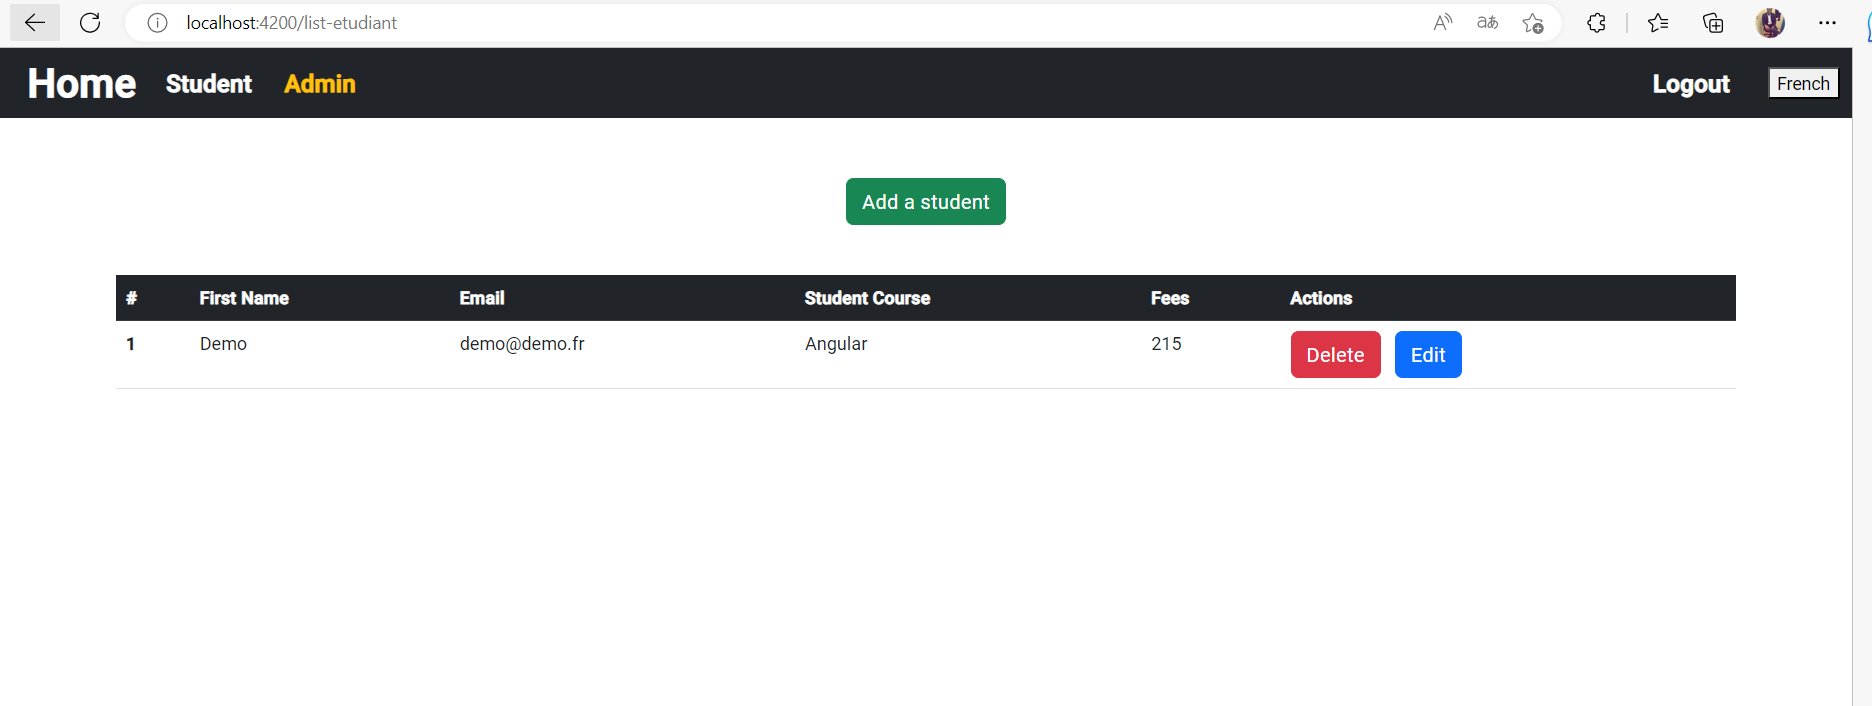 localhost:4200/list-etudiant
Home Student Admin Logout French
Add a student
# First Name Email Student Course Fees Actions
1 Demo demo@demo.fr Angular 215 Delete Edit